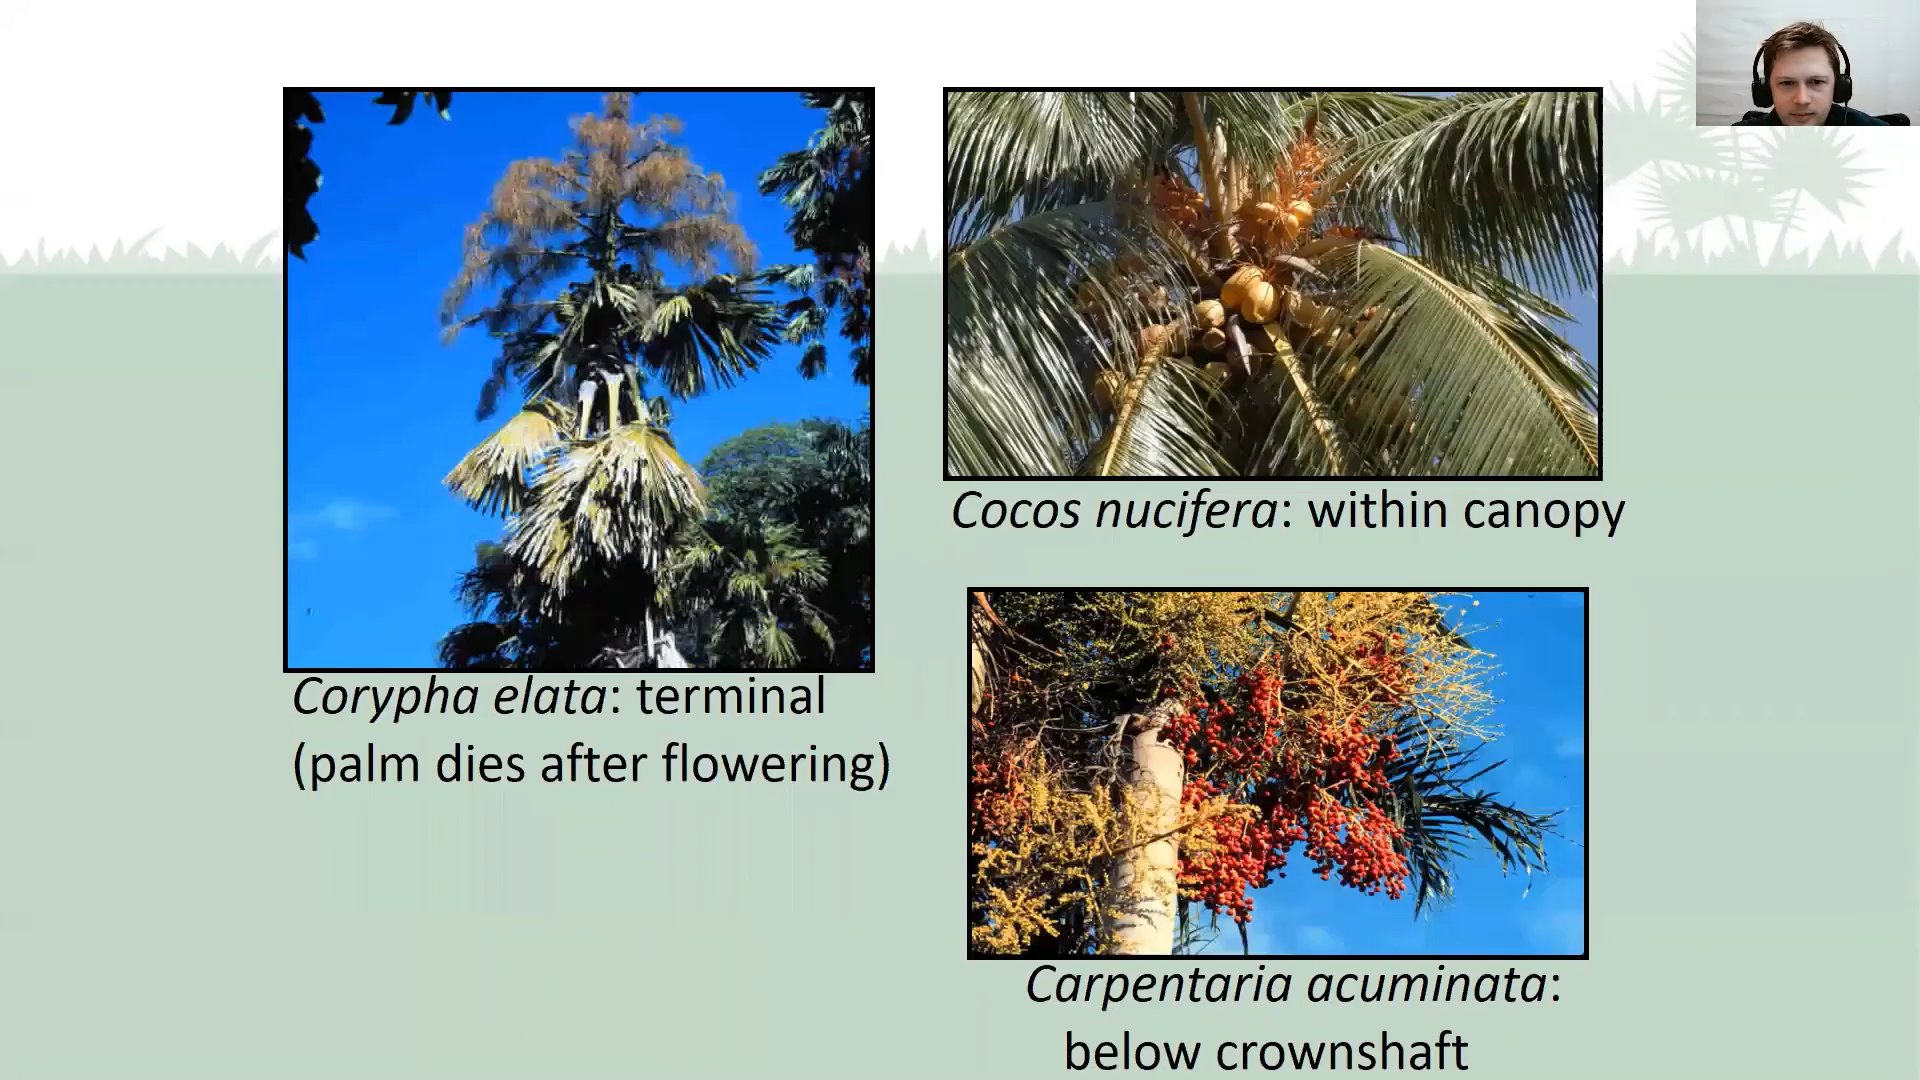 Corypha elata: terminal
(palm dies after flowering)
Cocos nucifera: within canopy
Carpentaria acuminata:
below crownshaft